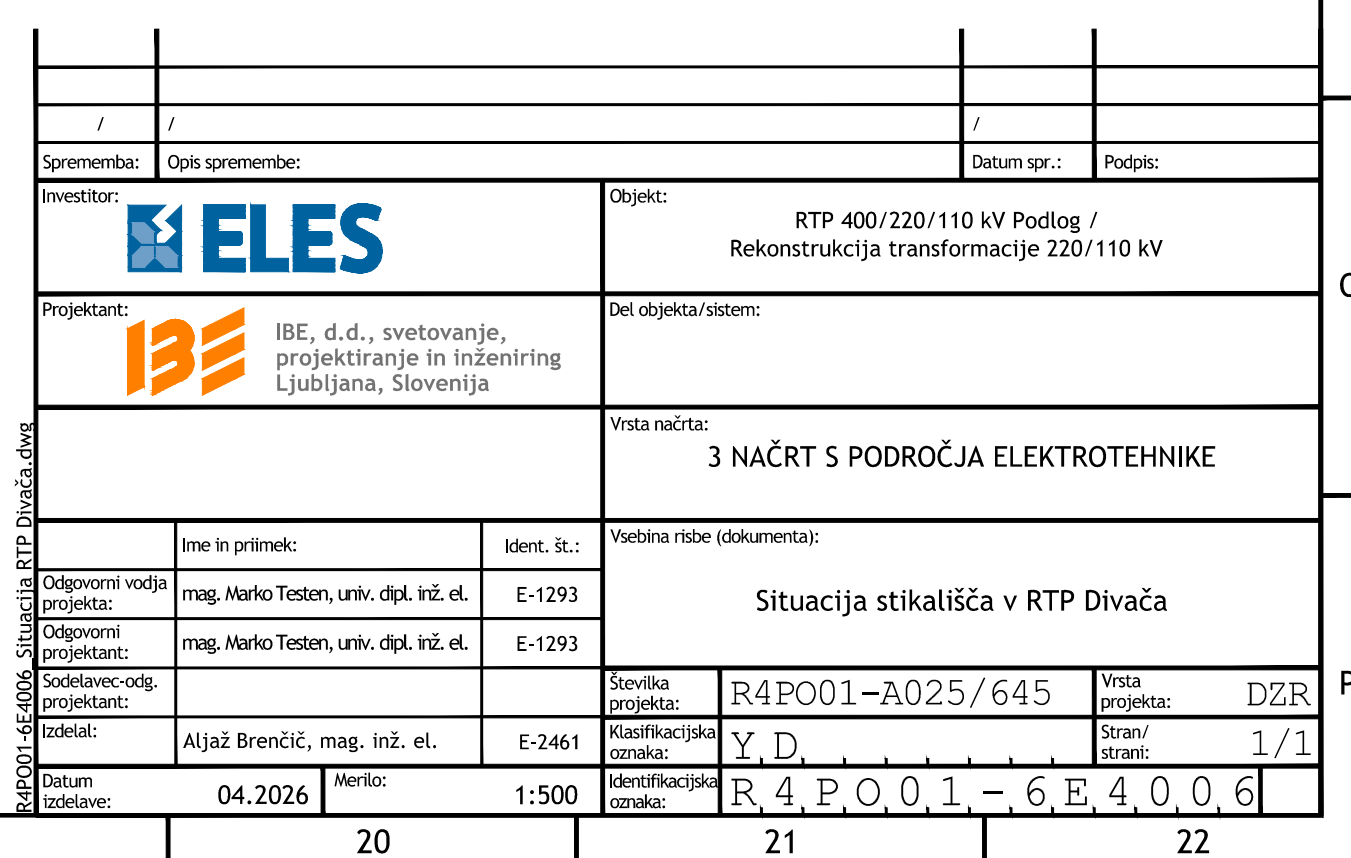 / / /
Sprememba: Opis spremembe: Datum spr.: Podpis:
Investitor:
ELES
Objekt:
RTP 400/220/110 kV Podlog /
Rekonstrukcija transformacije 220/110 kV
Projektant:
IBE
IBE, d.d., svetovanje,
projektiranje in inženiring
Ljubljana, Slovenija
Del objekta/sistem:
Vrsta načrta:
3 NAČRT S PODROČJA ELEKTROTEHNIKE
Ime in priimek: Ident. št.:
Odgovorni vodja
projekta:
mag. Marko Testen, univ. dipl. inž. el. E-1293
Odgovorni
projektant:
mag. Marko Testen, univ. dipl. inž. el. E-1293
Sodelavec-odg.
projektant:
Izdelal:
Aljaž Brenčič, mag. inž. el. E-2461
Datum
izdelave:
04.2026
Merilo:
1:500
Vsebina risbe (dokumenta):
Situacija stikališča v RTP Divača
Številka
projekta:
R4PO01-A025/645
Vrsta
projekta:
DZR
Klasifikacijska
oznaka:
Y D
Stran/
strani:
1/1
Identifikacijska
oznaka:
R 4 P O 0 1 - 6 E 4 0 0 6
R4PO01-6E4006_Situacija RTP Divača.dwg
20 21 22